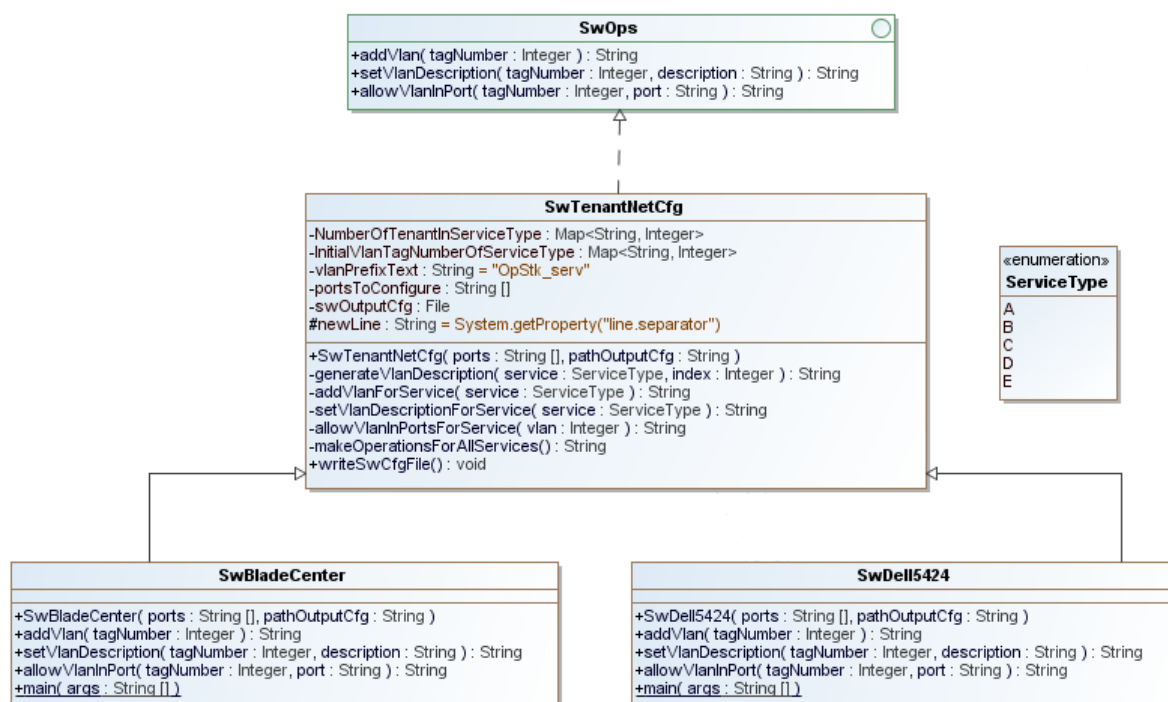 SwOps
+addVlan( tagNumber : Integer ) : String
+setVlanDescription( tagNumber : Integer, description : String ) : String
+allowVlanInPort( tagNumber : Integer, port : String ) : String
SwTenantNetCfg
-NumberOfTenantInServiceType : Map<String, Integer>
-InitialVlanTagNumberOfServiceType : Map<String, Integer>
-vlanPrefixText : String = "OpStk_serv"
-portsToConfigure : String []
-swOutputCfg : File
#newLine : String = System.getProperty("line.separator")
+SwTenantNetCfg( ports : String [], pathOutputCfg : String )
-generateVlanDescription( service : ServiceType, index : Integer ) : String
-addVlanForService( service : ServiceType ) : String
-setVlanDescriptionForService( service : ServiceType ) : String
-allowVlanInPortsForService( vlan : Integer ) : String
-makeOperationsForAllServices() : String
+writeSwCfgFile() : void
«enumeration»
ServiceType
A
B
C
D
E
SwBladeCenter
+SwBladeCenter( ports : String [], pathOutputCfg : String )
+addVlan( tagNumber : Integer ) : String
+setVlanDescription( tagNumber : Integer, description : String ) : String
+allowVlanInPort( tagNumber : Integer, port : String ) : String
+main( args : String [] )
SwDell5424
+SwDell5424( ports : String [], pathOutputCfg : String )
+addVlan( tagNumber : Integer ) : String
+setVlanDescription( tagNumber : Integer, description : String ) : String
+allowVlanInPort( tagNumber : Integer, port : String ) : String
+main( args : String [] )